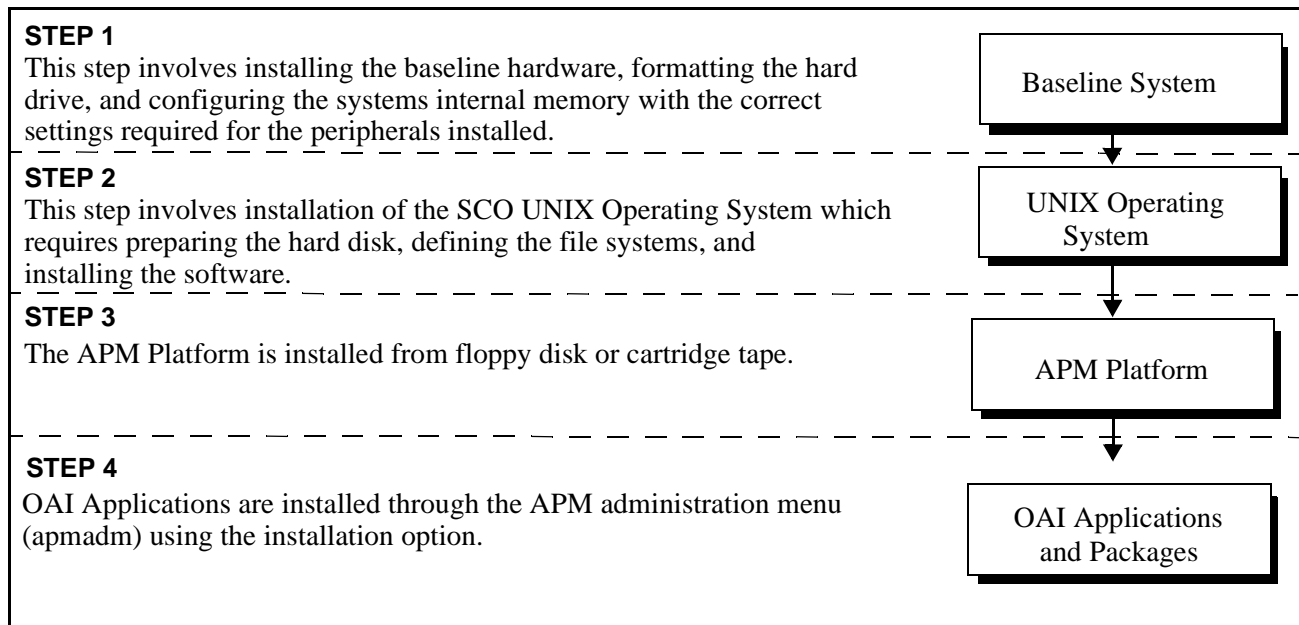 STEP 1
This step involves installing the baseline hardware, formatting the hard
drive, and configuring the systems internal memory with the correct
settings required for the peripherals installed.
Baseline System
STEP 2
This step involves installation of the SCO UNIX Operating System which
requires preparing the hard disk, defining the file systems, and
installing the software.
UNIX Operating
System
STEP 3
The APM Platform is installed from floppy disk or cartridge tape.
APM Platform
STEP 4
OAI Applications are installed through the APM administration menu
(apmadm) using the installation option.
OAI Applications
and Packages